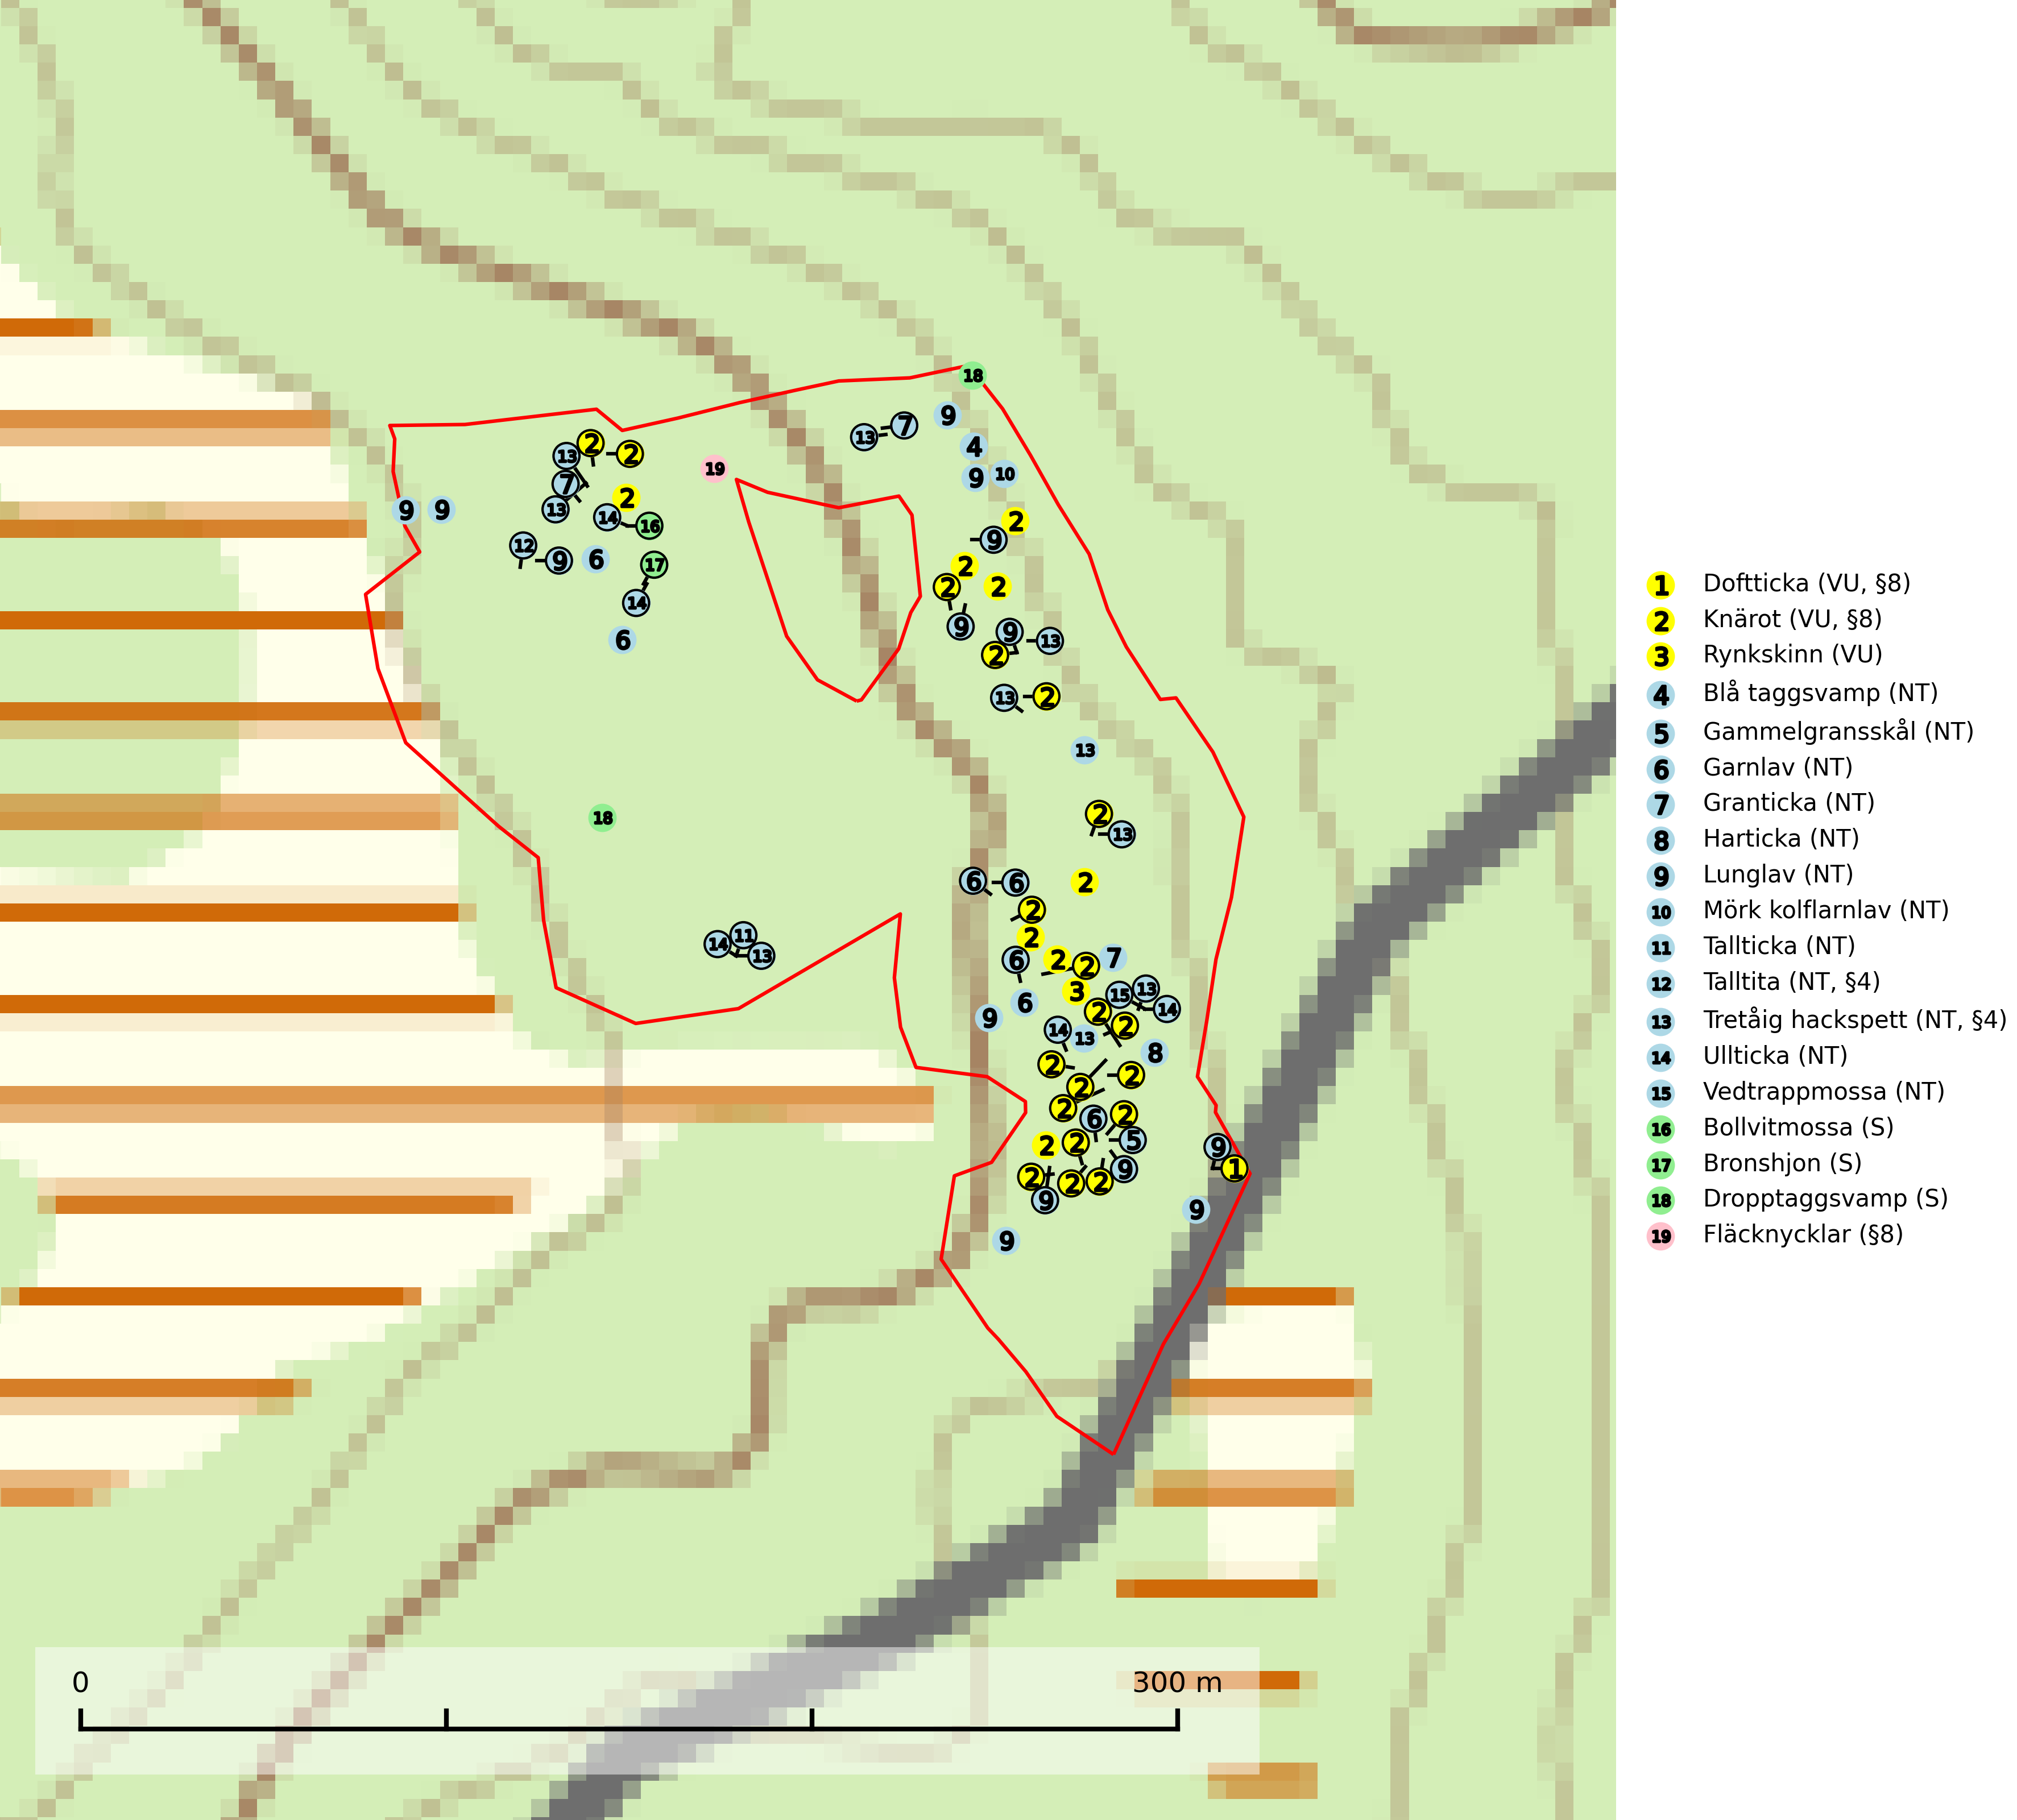 18
9
13 7
4
2 2
13
19
9 10
7
2
9 9
13
14 16
2
12
9
9 6
17
2
2 2
14
9
9 13
6
2
13 2
13
2
18
13
6 6 2
2
11
14
13
2
6 2 2 7
3 15 13
14
6
2
9
14 13
2
8
2
2
2
2
6 2
5
2 2
9
9
1
2 2 2
9
9
9
1 Doftticka (VU, §8)
2 Knärot (VU, §8)
3 Rynkskinn (VU)
4 Blå taggsvamp (NT)
5 Gammelgransskål (NT)
6 Garnlav (NT)
7 Granticka (NT)
8 Harticka (NT)
9 Lunglav (NT)
10 Mörk kolflarnlav (NT)
11 Tallticka (NT)
12 Talltita (NT, §4)
13 Tretåig hackspett (NT, §4)
14 Ullticka (NT)
15 Vedtrappmossa (NT)
16 Bollvitmossa (S)
17 Bronshjon (S)
18 Dropptaggsvamp (S)
19 Fläcknycklar (§8)
0 300 m